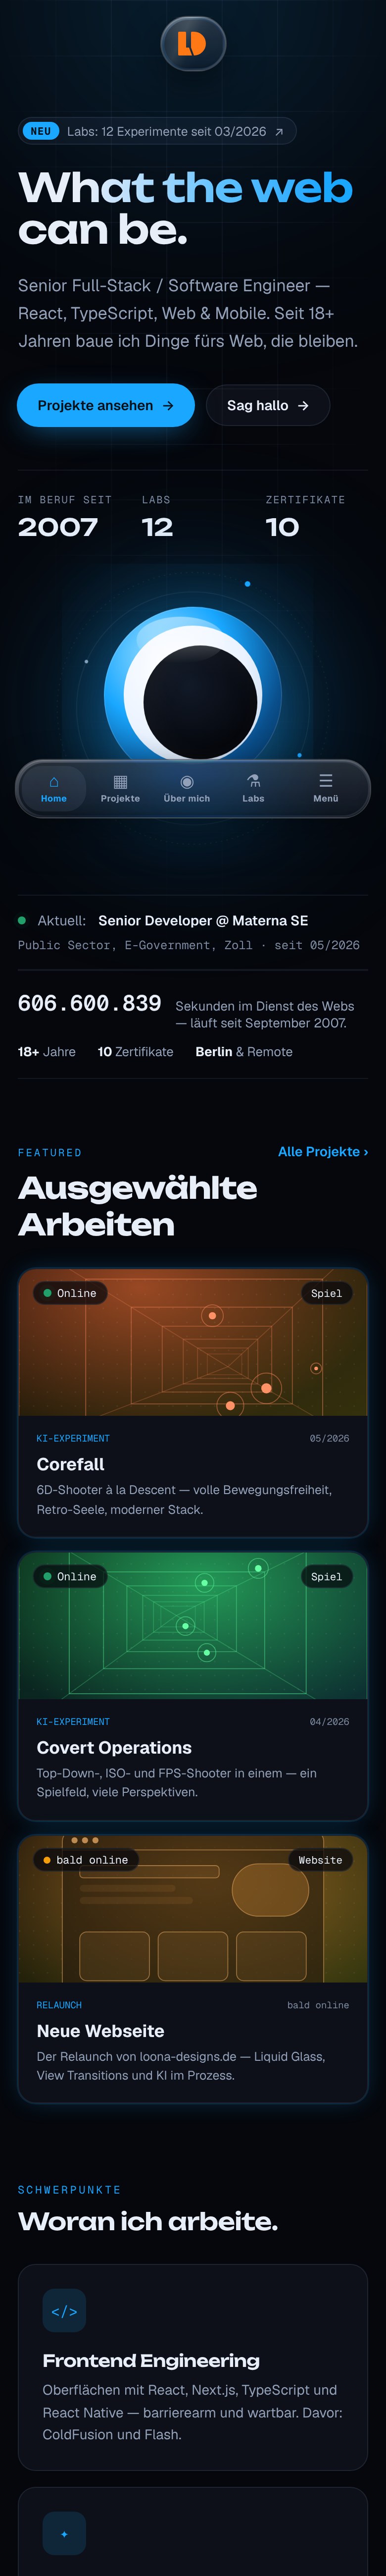 LD
NEU Labs: 12 Experimente seit 03/2026 ↗
What the web
can be.
Senior Full-Stack / Software Engineer —
React, TypeScript, Web & Mobile. Seit 18+
Jahren baue ich Dinge fürs Web, die bleiben.
Projekte ansehen → Sag hallo →
IM BERUF SEIT LABS ZERTIFIKATE
2007 12 10
Home Projekte Über mich Labs Menü
Aktuell: Senior Developer @ Materna SE
Public Sector, E-Government, Zoll · seit 05/2026
606.600.839 Sekunden im Dienst des Webs
— läuft seit September 2007.
18+ Jahre 10 Zertifikate Berlin & Remote
FEATURED Alle Projekte ›
Ausgewählte
Arbeiten
Online Spiel
KI-EXPERIMENT 05/2026
Corefall
6D-Shooter à la Descent — volle Bewegungsfreiheit,
Retro-Seele, moderner Stack.
Online Spiel
KI-EXPERIMENT 04/2026
Covert Operations
Top-Down-, ISO- und FPS-Shooter in einem — ein
Spielfeld, viele Perspektiven.
bald online Website
RELAUNCH bald online
Neue Webseite
Der Relaunch von loona-designs.de — Liquid Glass,
View Transitions und KI im Prozess.
SCHWERPUNKTE
Woran ich arbeite.
</>
Frontend Engineering
Oberflächen mit React, Next.js, TypeScript und
React Native — barrierearm und wartbar. Davor:
ColdFusion und Flash.